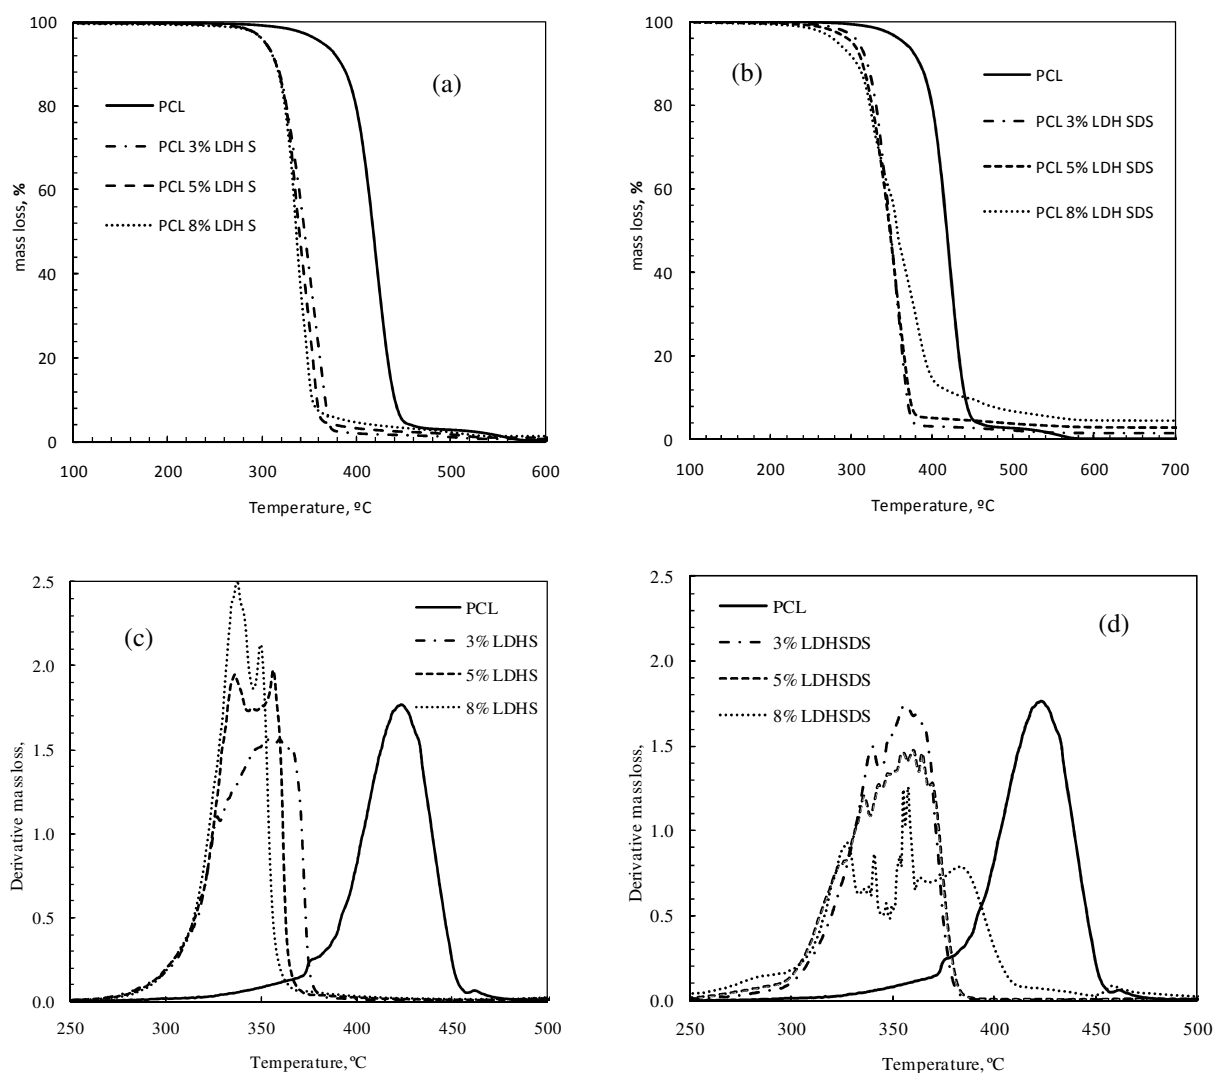 100
80
60
40
20
0
mass loss, %
100
200
300
400
500
600
Temperature, ºC
(a)
PCL
PCL 3% LDH S
PCL 5% LDH S
PCL 8% LDH S
100
80
60
40
20
0
mass loss, %
100
200
300
400
500
600
700
Temperature, ºC
(b)
PCL
PCL 3% LDH SDS
PCL 5% LDH SDS
PCL 8% LDH SDS
2.5
2.0
1.5
1.0
0.5
0.0
Derivative mass loss,
250
300
350
400
450
500
Temperature, ºC
(c)
PCL
3% LDHS
5% LDHS
8% LDHS
2.5
2.0
1.5
1.0
0.5
0.0
Derivative mass loss,
250
300
350
400
450
500
Temperature, ºC
(d)
PCL
3% LDHSDS
5% LDHSDS
8% LDHSDS